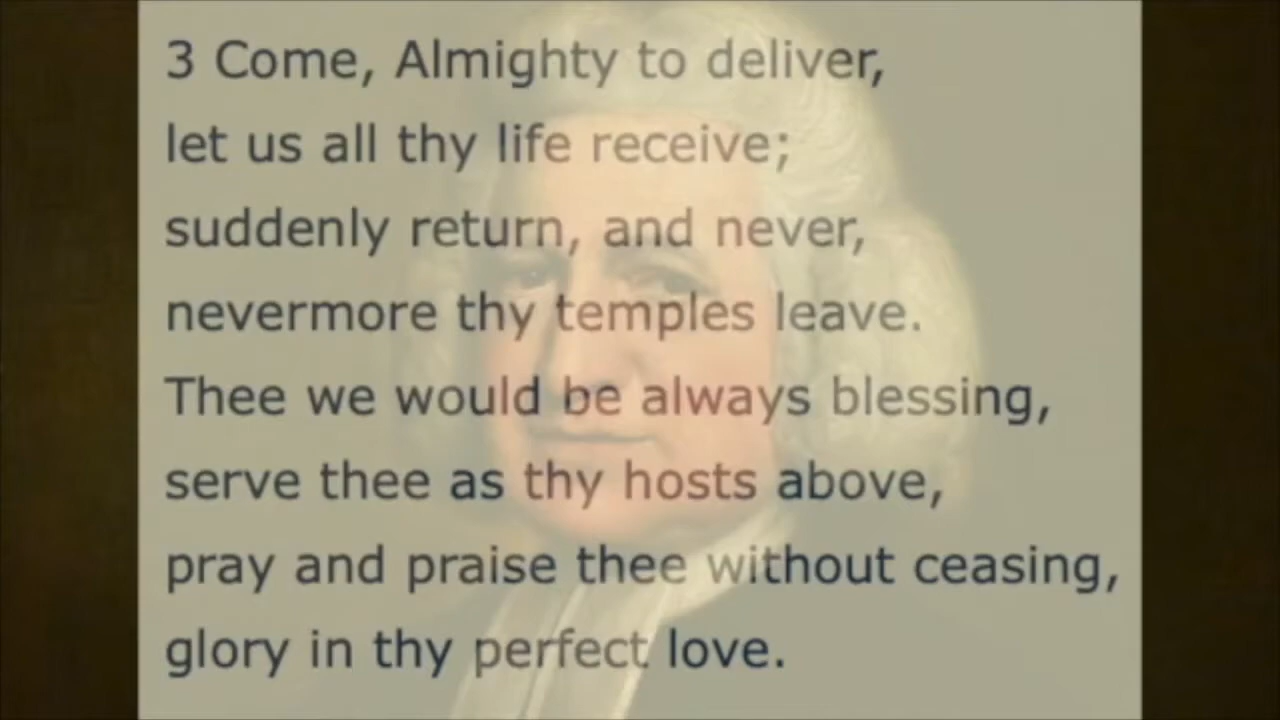 3 Come, Almighty to deliver,
let us all thy life receive;
suddenly return, and never,
nevermore thy temples leave.
Thee we would be always blessing,
serve thee as thy hosts above,
pray and praise thee without ceasing,
glory in thy perfect love.